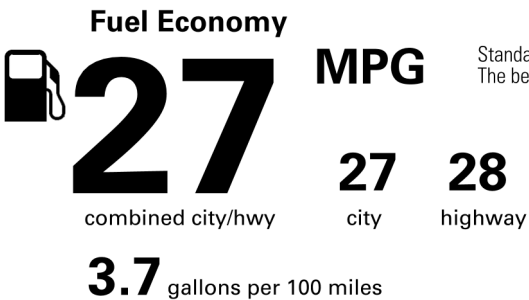 Fuel Economy
27 MPG
The be
27 28
combined city/hwy city highway
3.7 gallons per 100 miles